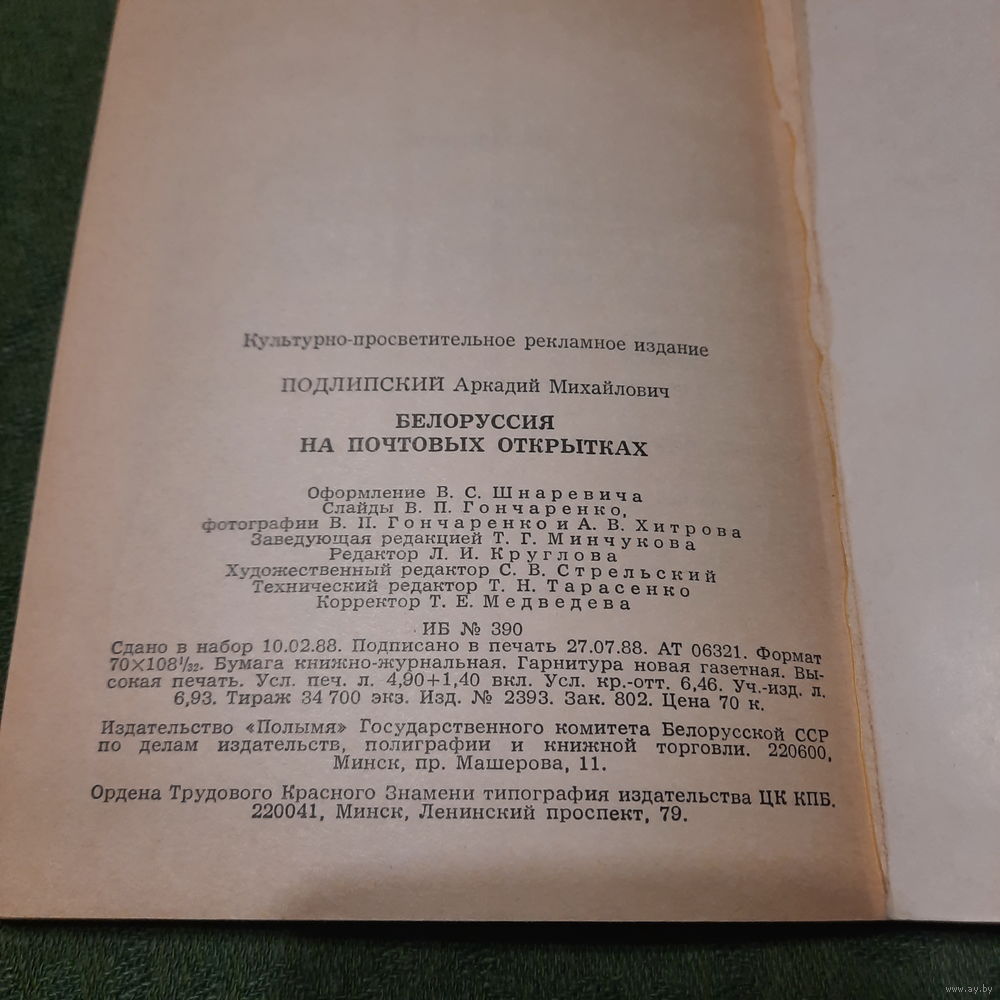 Культурно-просветительное рекламное издание
ПОДЛИПСКИЙ Аркадий Михайлович
БЕЛОРУССИЯ
НА ПОЧТОВЫХ ОТКРЫТКАХ
Оформление В. С. Шнаревича
Слайды В. П. Гончаренко,
фотографии В. П. Гончаренко и А. В. Хитрова
Заведующая редакцией Т. Г. Минчукова
Редактор Л. И. Круглова
Художественный редактор С. В. Стрельский
Технический редактор Т. Н. Тарасенко
Корректор Т. Е. Медведева
ИБ № 390
Сдано в набор 10.02.88. Подписано в печать 27.07.88. АТ 06321. Формат
70×108¹/₃₂. Бумага книжно-журнальная. Гарнитура новая газетная. Вы-
сокая печать. Усл. печ. л. 4,90+1,40 вкл. Усл. кр.-отт. 6,46. Уч.-изд. л.
6,93. Тираж 34 700 экз. Изд. № 2393. Зак. 802. Цена 70 к.
Издательство «Полымя» Государственного комитета Белорусской ССР
по делам издательств, полиграфии и книжной торговли. 220600,
Минск, пр. Машерова, 11.
Ордена Трудового Красного Знамени типография издательства ЦК КПБ.
220041, Минск, Ленинский проспект, 79.
www.ay.by